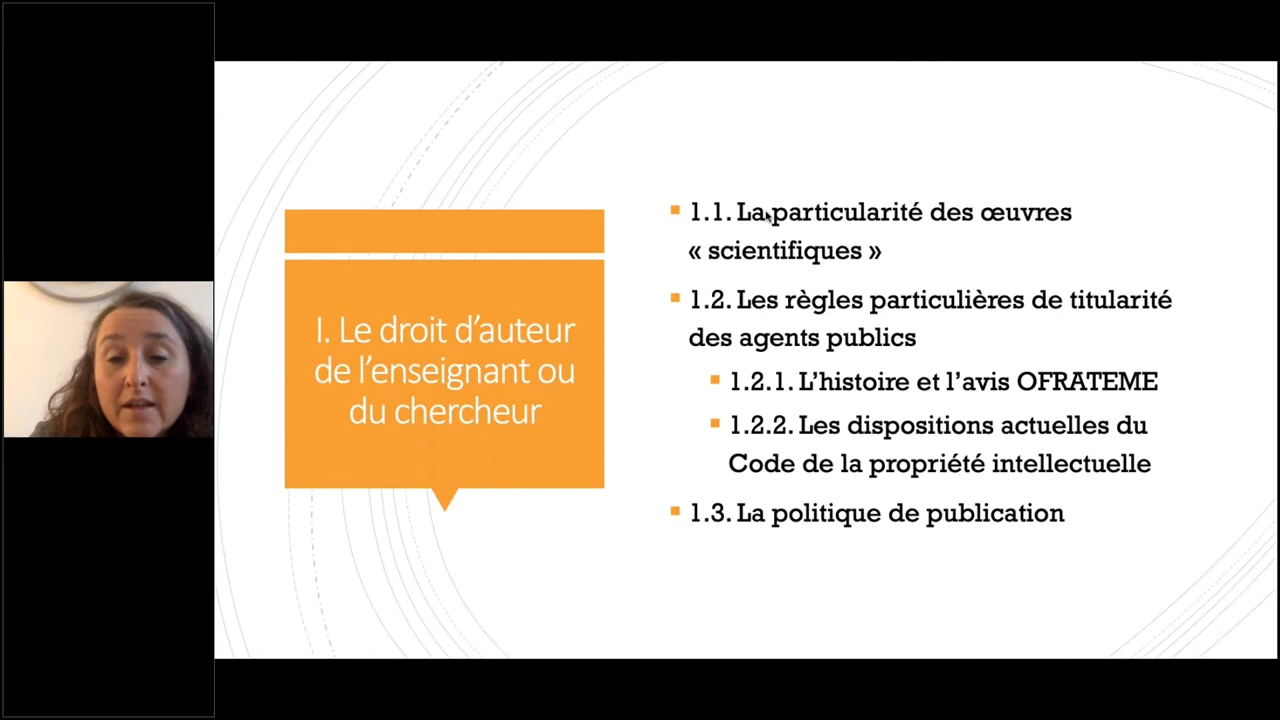 I. Le droit d’auteur
de l’enseignant ou
du chercheur
1.1. La particularité des œuvres
« scientifiques »
1.2. Les règles particulières de titularité
des agents publics
1.2.1. L’histoire et l’avis OFRATEME
1.2.2. Les dispositions actuelles du
Code de la propriété intellectuelle
1.3. La politique de publication